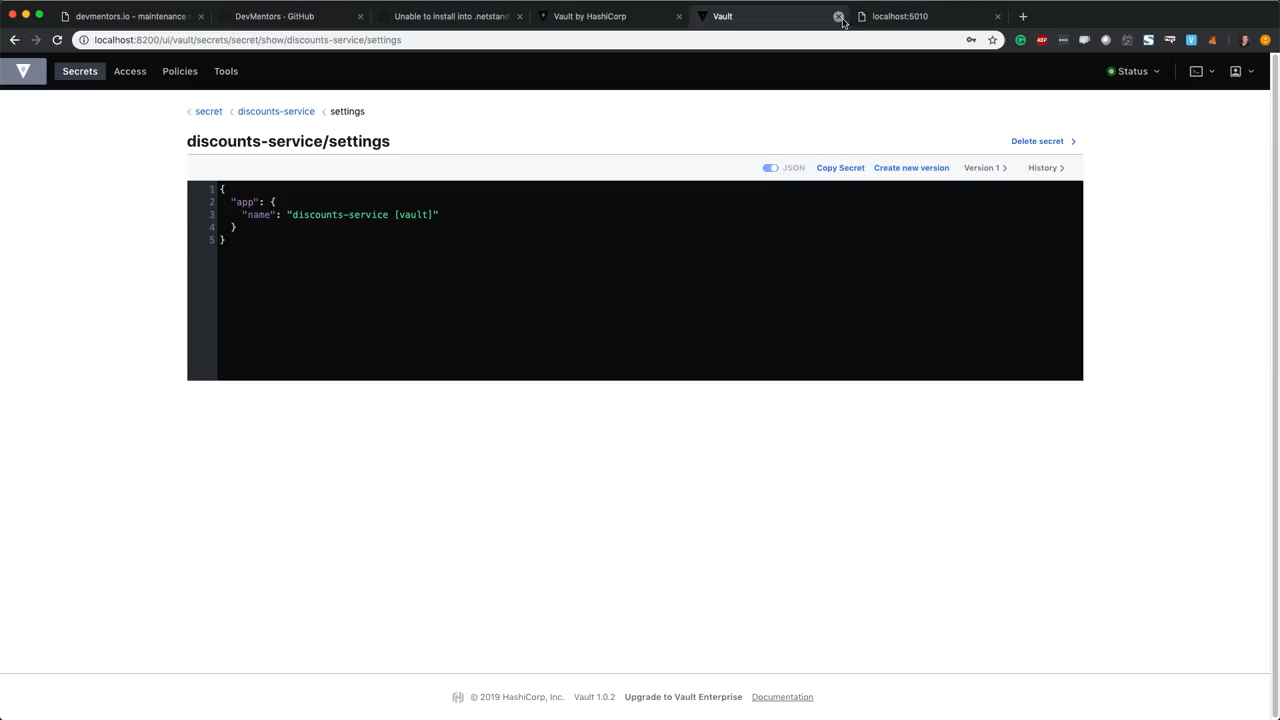 devmentors.io - maintenance
DevMentors · GitHub
Unable to install into .netstand
Vault by HashiCorp
Vault
localhost:5010
localhost:8200/ui/vault/secrets/secret/show/discounts-service/settings
ABP
Secrets
Access
Policies
Tools
Status
secret
discounts-service
settings
discounts-service/settings
Delete secret
JSON
Copy Secret
Create new version
Version 1
History
1 {
2 "app": {
3 "name": "discounts-service [vault]"
4 }
5 }
© 2019 HashiCorp, Inc.
Vault 1.0.2
Upgrade to Vault Enterprise
Documentation